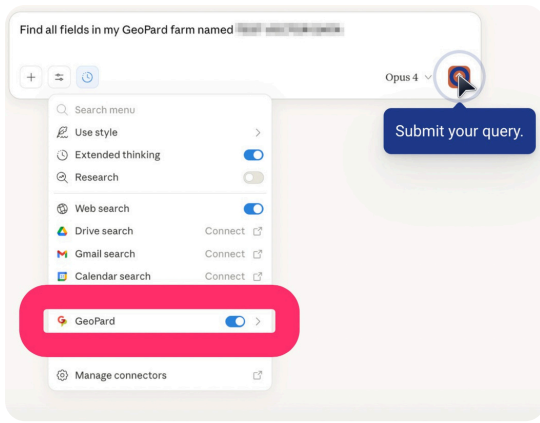 Find all fields in my GeoPard farm named
Opus 4
Submit your query.
Search menu
Use style
Extended thinking
Research
Web search
Drive search Connect
Gmail search Connect
Calendar search Connect
GeoPard
Manage connectors